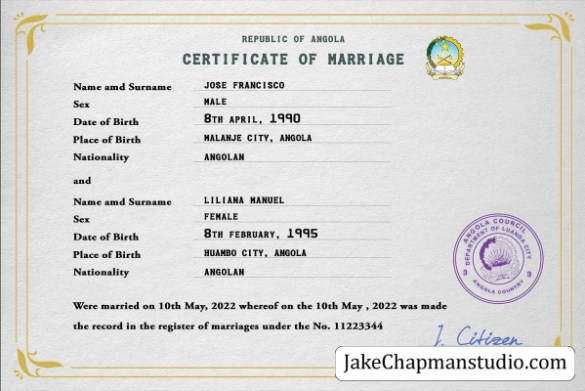 REPUBLIC OF ANGOLA
CERTIFICATE OF MARRIAGE
Name amd Surname JOSE FRANCISCO
Sex MALE
Date of Birth 8TH APRIL, 1990
Place of Birth MALANJE CITY, ANGOLA
Nationality ANGOLAN
and
Name amd Surname LILIANA MANUEL
Sex FEMALE
Date of Birth 8TH FEBRUARY, 1995
Place of Birth HUAMBO CITY, ANGOLA
Nationality ANGOLAN
ANGOLA COUNCIL
DEPARTMENT OF LUANDA CITY
ANGOLA COUNTRY
Were married on 10th May, 2022 whereof on the 10th May , 2022 was made
the record in the register of marriages under the No. 11223344
J. Citizen
JakeChapmanstudio.com